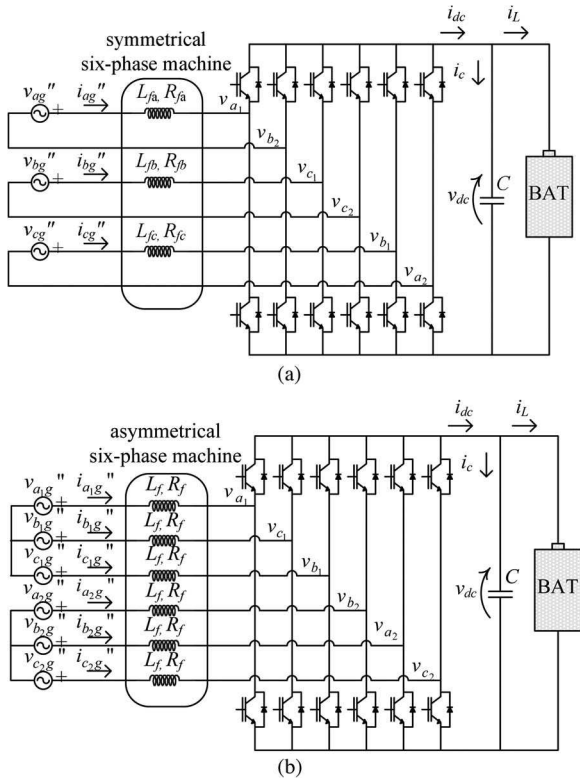 symmetrical
six-phase machine
i_dc i_L
i_c
v_ag" + i_ag" L_fa, R_fa v_a1
v_b2
v_bg" + i_bg" L_fb, R_fb v_c1
v_c2
v_cg" + i_cg" L_fc, R_fc v_b1
v_a2
v_dc C BAT
(a)
asymmetrical
six-phase machine
i_dc i_L
i_c
v_a1g" + i_a1g" L_f, R_f v_a1
v_b1g" + i_b1g" L_f, R_f v_c1
v_c1g" + i_c1g" L_f, R_f v_b1
v_a2g" + i_a2g" L_f, R_f v_b2
v_b2g" + i_b2g" L_f, R_f v_a2
v_c2g" + i_c2g" L_f, R_f v_c2
v_dc C BAT
(b)